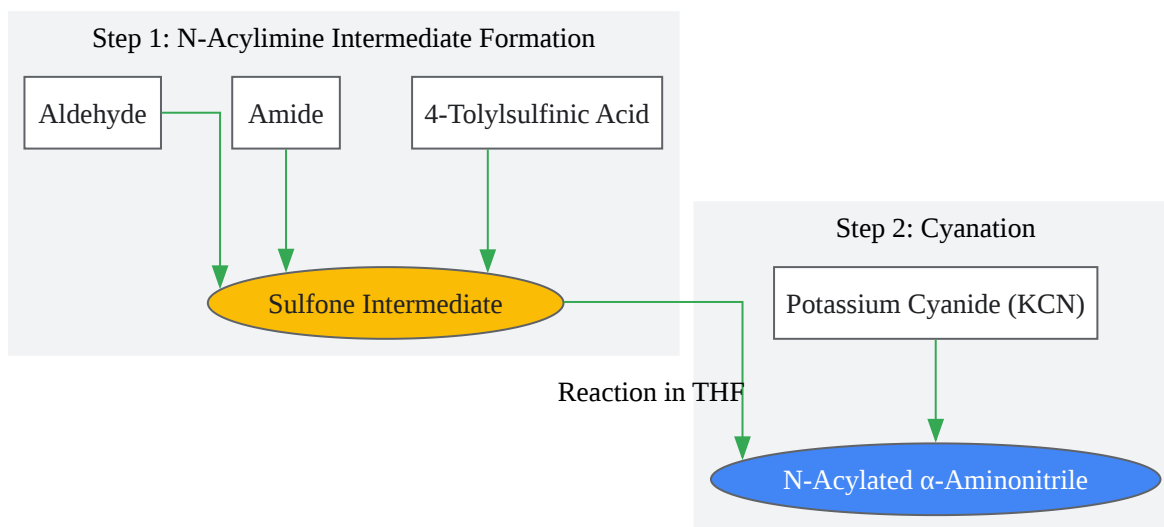 Step 1: N-Acylimine Intermediate Formation
Aldehyde
Amide
4-Tolylsulfinic Acid
Sulfone Intermediate
Step 2: Cyanation
Potassium Cyanide (KCN)
Reaction in THF
N-Acylated α-Aminonitrile